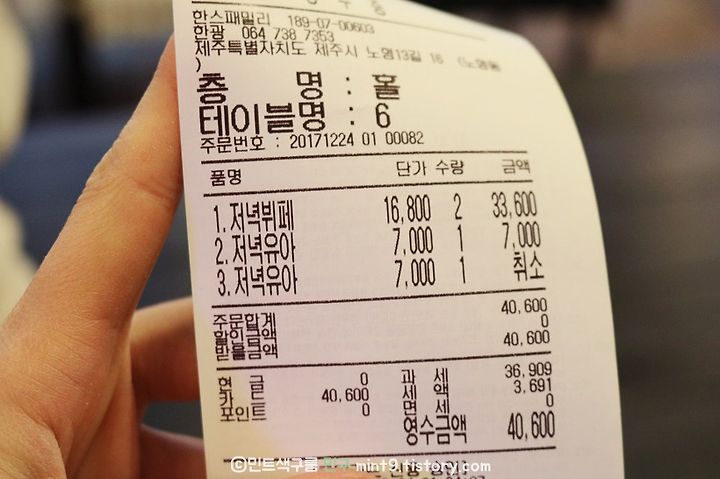 한스패밀리 189-07-00603
한광 064 738 7353
제주특별자치도 제주시 노형13길 16 (노형동
)
층 명 : 홀
테이블명 : 6
주문번호 : 20171224 01 00082
품명 단가 수량 금액
1.저녁뷔페 16,800 2 33,600
2.저녁유아 7,000 1 7,000
3.저녁유아 7,000 1 취소
주문합계 40,600
할인금액 0
받을금액 40,600
현 금 0 과 세 36,909
카 드 40,600 세 액 3,691
포인트 0 면 세 0
영수금액 40,600
ⓒ민트색구름 mint9.tistory.com